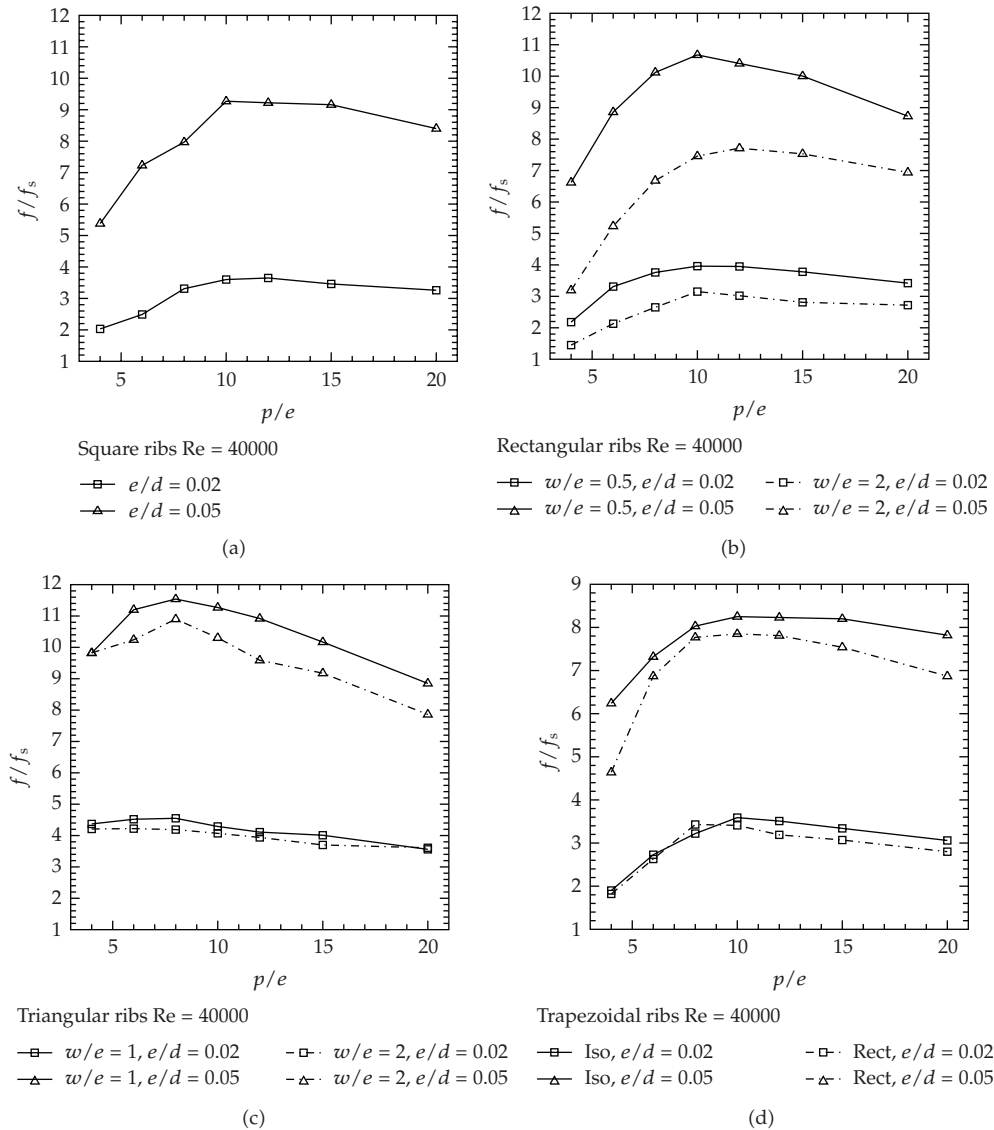 12
11
10
9
8
7
6
5
4
3
2
1
f/fs
5 10 15 20
p/e
Square ribs Re = 40000
e/d = 0.02
e/d = 0.05
(a)
12
11
10
9
8
7
6
5
4
3
2
1
f/fs
5 10 15 20
p/e
Rectangular ribs Re = 40000
w/e = 0.5, e/d = 0.02 w/e = 2, e/d = 0.02
w/e = 0.5, e/d = 0.05 w/e = 2, e/d = 0.05
(b)
12
11
10
9
8
7
6
5
4
3
2
1
f/fs
5 10 15 20
p/e
Triangular ribs Re = 40000
w/e = 1, e/d = 0.02 w/e = 2, e/d = 0.02
w/e = 1, e/d = 0.05 w/e = 2, e/d = 0.05
(c)
9
8
7
6
5
4
3
2
1
f/fs
5 10 15 20
p/e
Trapezoidal ribs Re = 40000
Iso, e/d = 0.02 Rect, e/d = 0.02
Iso, e/d = 0.05 Rect, e/d = 0.05
(d)